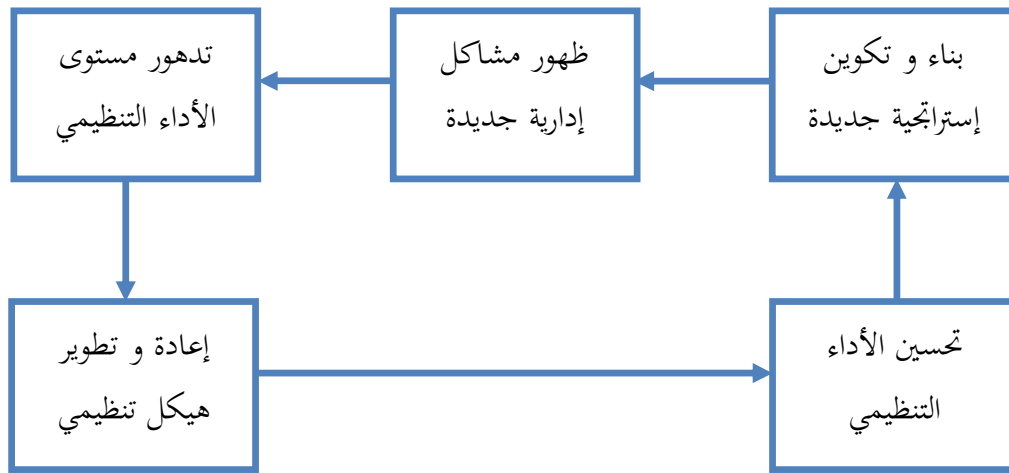 بناء و تكوين
إستراتجية جديدة
ظهور مشاكل
إدارية جديدة
تدهور مستوى
الأداء التنظيمي
إعادة و تطوير
هيكل تنظيمي
تحسين الأداء
التنظيمي